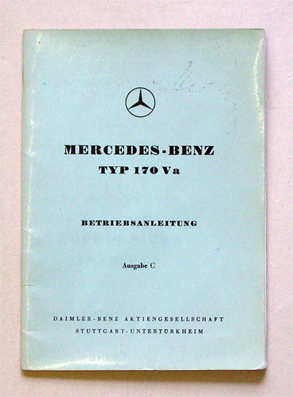 MERCEDES-BENZ
TYP 170 Va
BETRIEBSANLEITUNG
Ausgabe C
DAIMLER-BENZ AKTIENGESELLSCHAFT
STUTTGART-UNTERTÜRKHEIM